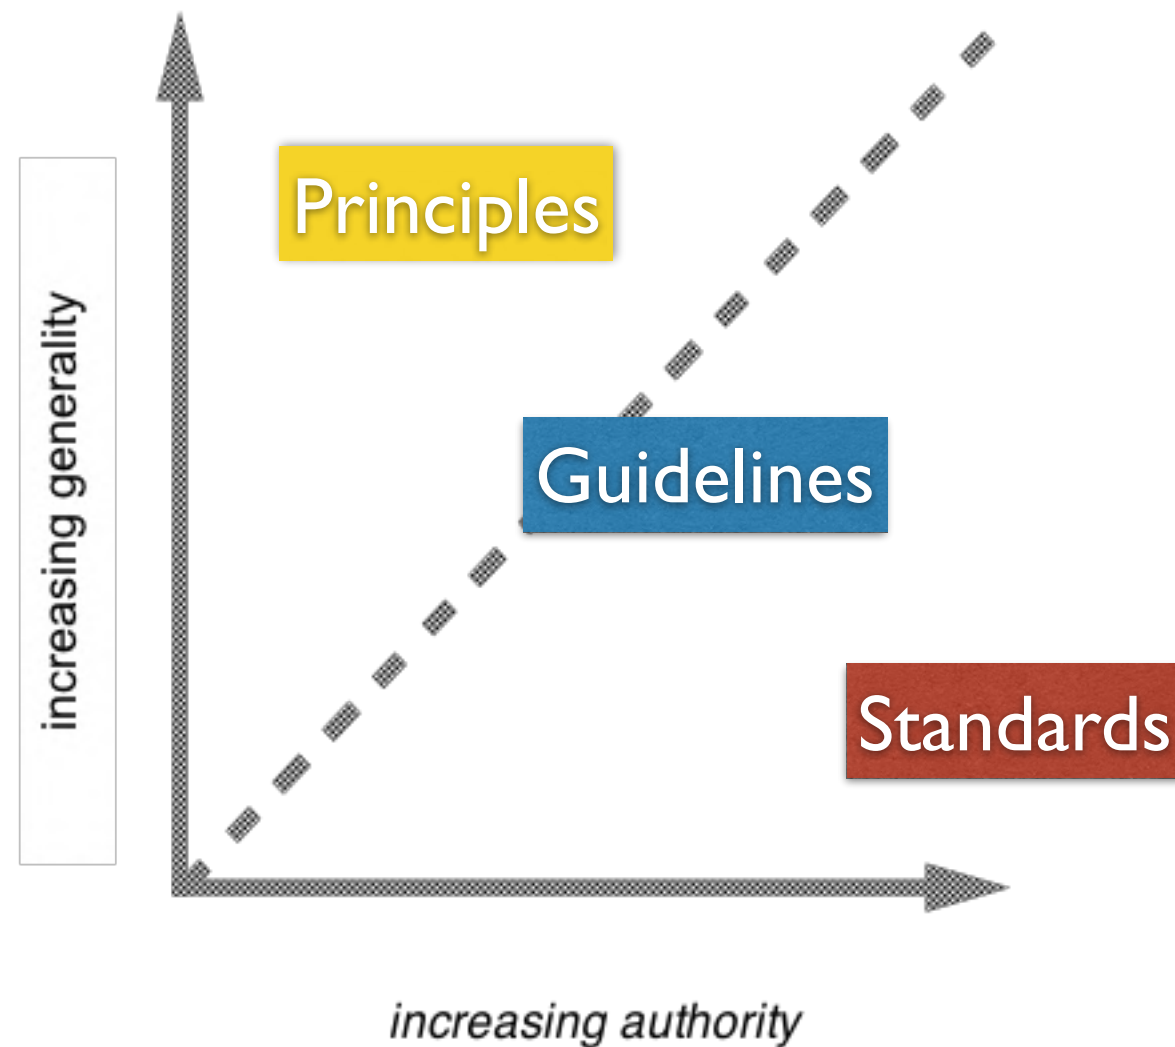 Principles
increasing generality
Guidelines
Standards
increasing authority